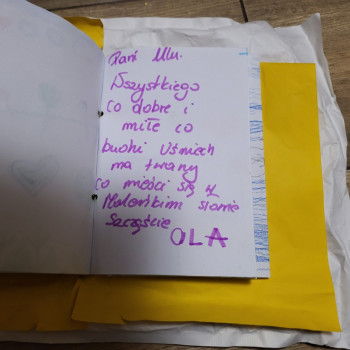 Pani Ulu.
Wszystkiego
co dobre i
miłe co
budzi Uśmiech
na twarzy
co mieści się w
Maleńkim słowie
Szczęście
OLA